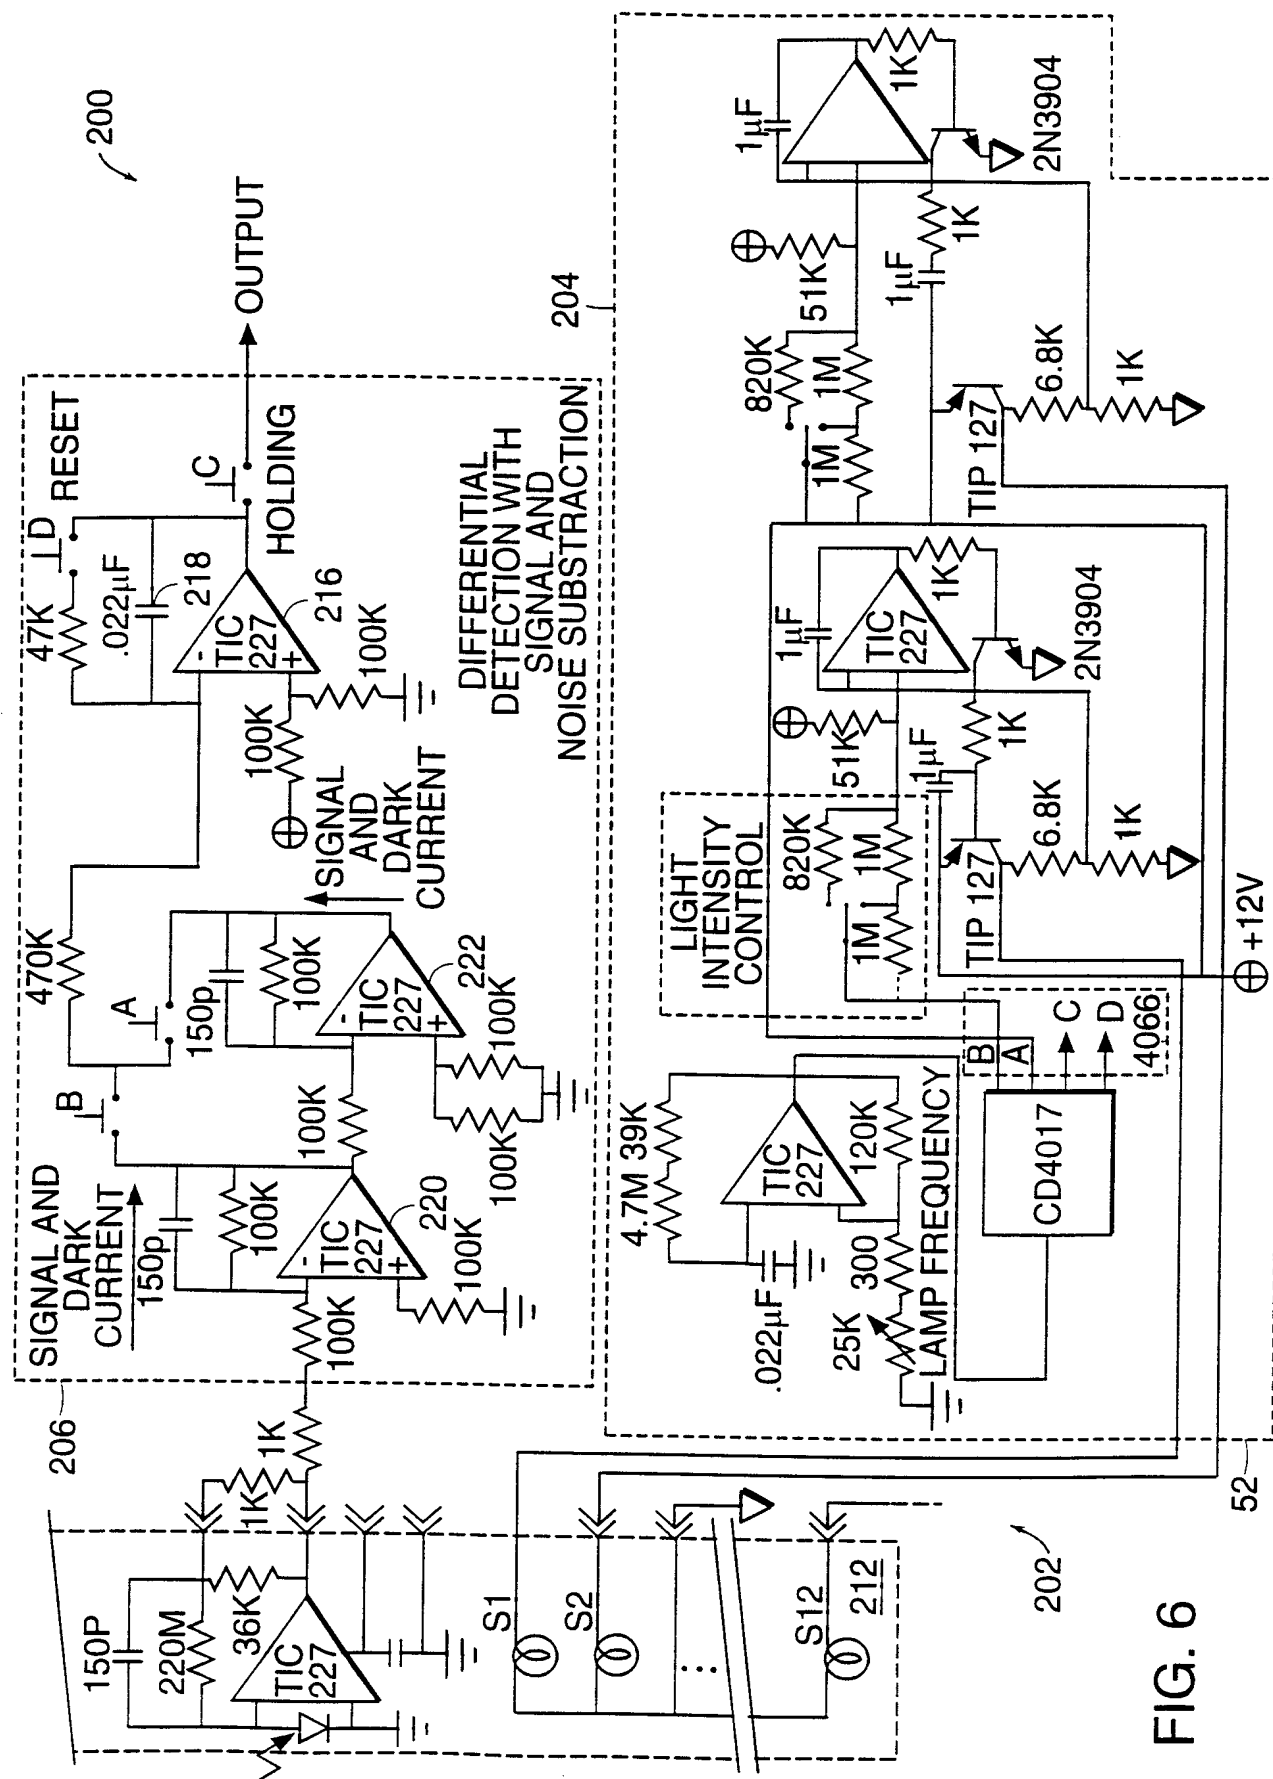 200
SIGNAL AND
DARK
CURRENT
150p
100K
TIC
227
-
+
220
100K
100K
B
A
470K
150p
100K
TIC
227
-
+
222
100K
100K
100K
SIGNAL
AND
DARK
CURRENT
47K
D
RESET
.022µF
218
TIC
227
-
+
216
100K
100K
C
HOLDING
OUTPUT
DIFFERENTIAL
DETECTION WITH
SIGNAL AND
NOISE SUBSTRACTION
206
1K
1K
150P
220M
36K
TIC
227
S1
S2
S12
212
202
52
204
4.7M
39K
TIC
227
.022µF
120K
300
25K
LAMP FREQUENCY
CD4017
B
A
C
D
4066
LIGHT
INTENSITY
CONTROL
820K
1M
1M
51K
1µF
TIC
227
1K
1µF
1K
2N3904
TIP 127
6.8K
1K
+12V
820K
1M
1M
51K
1µF
1K
1µF
1K
2N3904
TIP 127
6.8K
1K
FIG. 6